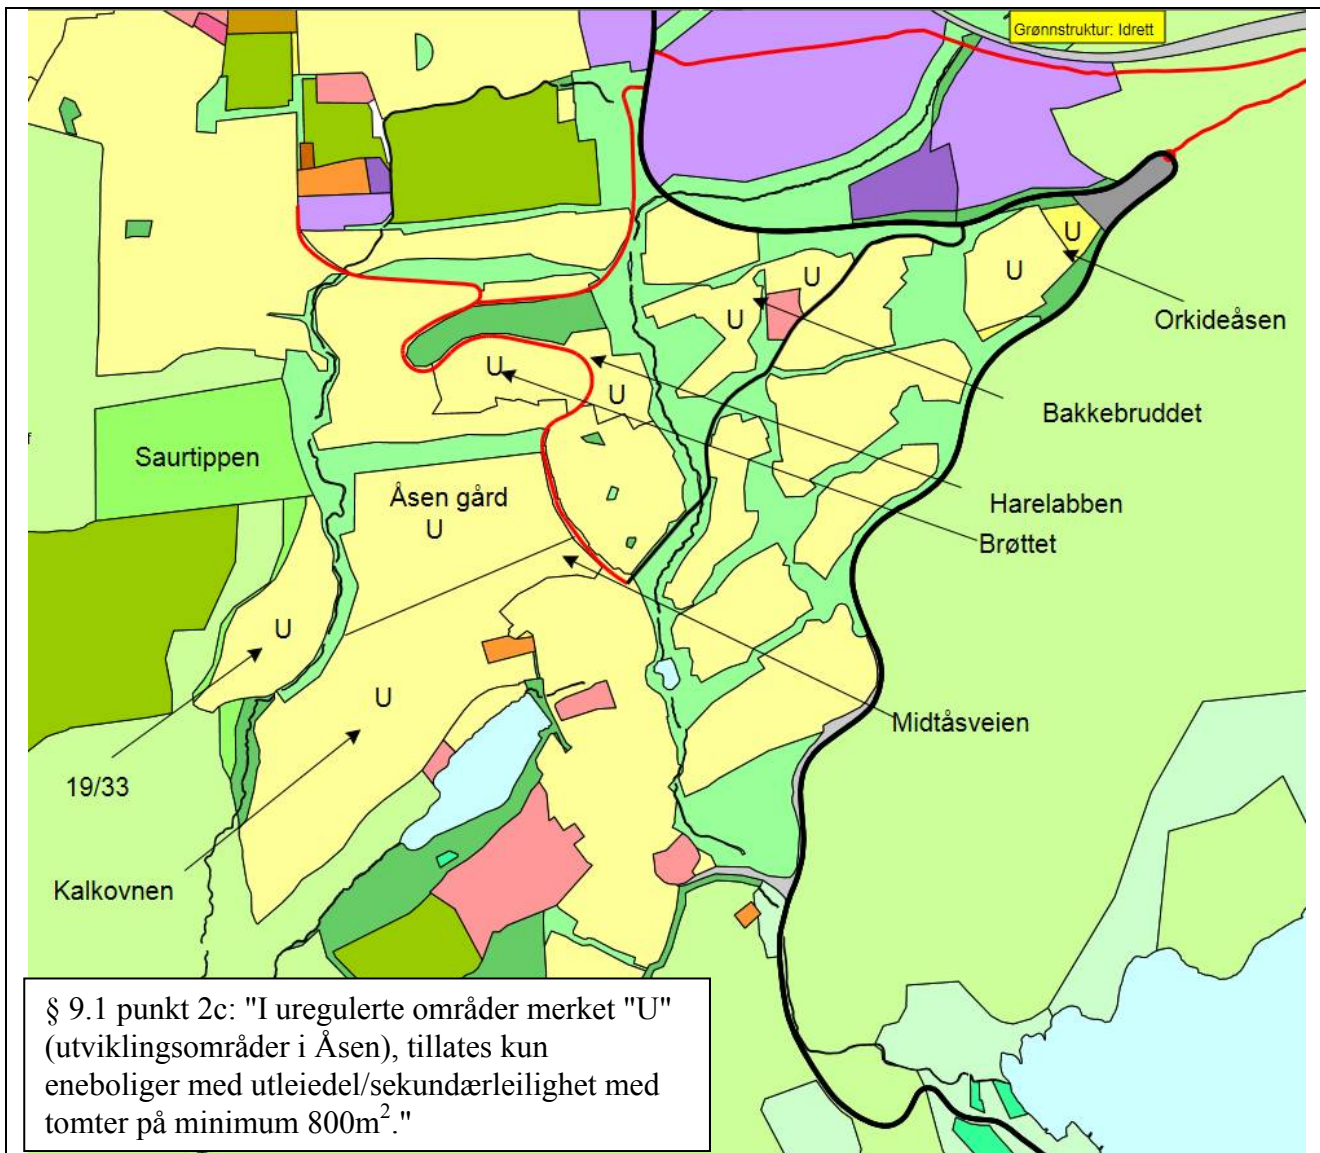 Grønnstruktur: Idrett
U
U
U
U
Orkideåsen
U
U
Bakkebruddet
Saurtippen
Åsen gård
U
Harelabben
Brøttet
U
U
Midtåsveien
19/33
Kalkovnen
§ 9.1 punkt 2c: "I uregulerte områder merket "U"
(utviklingsområder i Åsen), tillates kun
eneboliger med utleiedel/sekundærleilighet med
tomter på minimum 800m²."